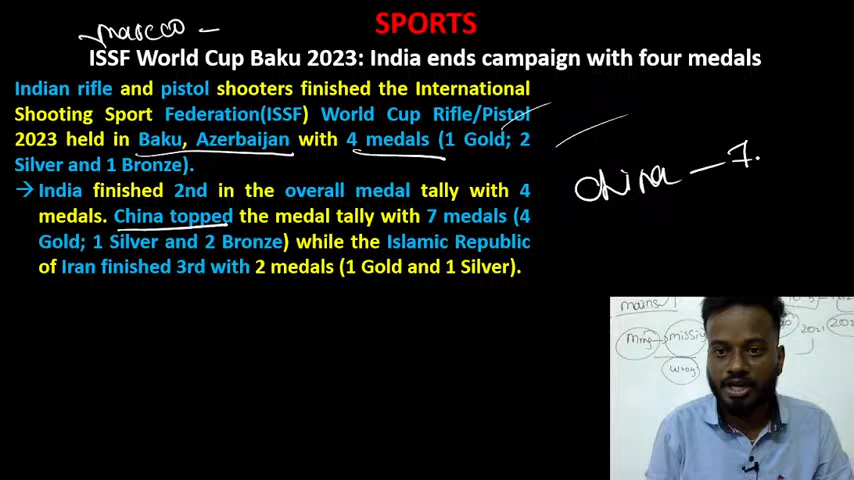 SPORTS
ISSF World Cup Baku 2023: India ends campaign with four medals
Indian rifle and pistol shooters finished the International
Shooting Sport Federation(ISSF) World Cup Rifle/Pistol
2023 held in Baku, Azerbaijan with 4 medals (1 Gold; 2
Silver and 1 Bronze).
→ India finished 2nd in the overall medal tally with 4
medals. China topped the medal tally with 7 medals (4
Gold; 1 Silver and 2 Bronze) while the Islamic Republic
of Iran finished 3rd with 2 medals (1 Gold and 1 Silver).
China – 7.
mains
missi
wrong
2021